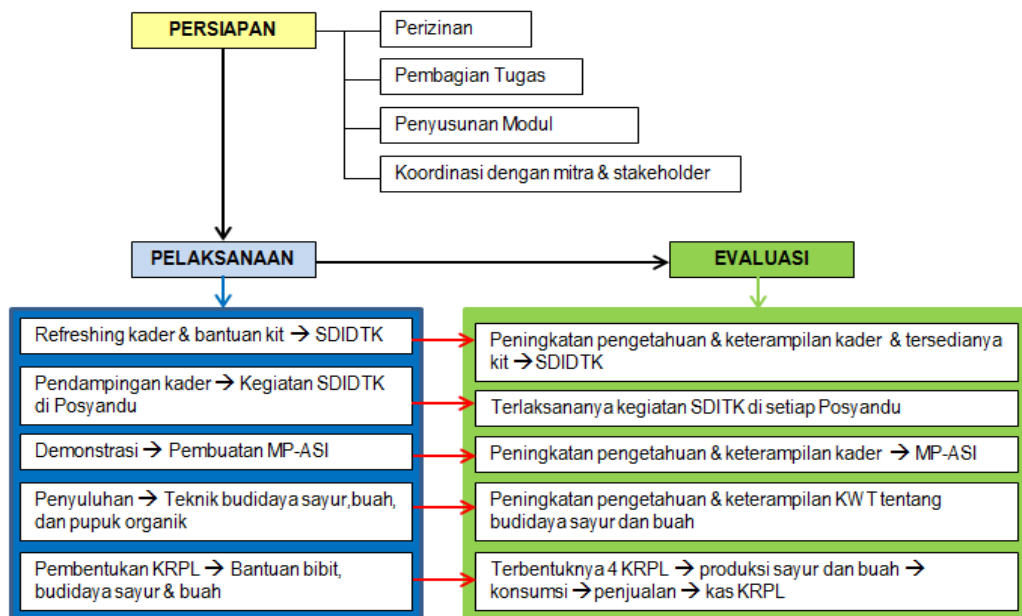 PERSIAPAN
Perizinan
Pembagian Tugas
Penyusunan Modul
Koordinasi dengan mitra & stakeholder
PELAKSANAAN
EVALUASI
Refreshing kader & bantuan kit → SDIDTK
Peningkatan pengetahuan & keterampilan kader & tersedianya
kit → SDIDTK
Pendampingan kader → Kegiatan SDIDTK
di Posyandu
Terlaksananya kegiatan SDITK di setiap Posyandu
Demonstrasi → Pembuatan MP-ASI
Peningkatan pengetahuan & keterampilan kader → MP-ASI
Penyuluhan → Teknik budidaya sayur,buah,
dan pupuk organik
Peningkatan pengetahuan & keterampilan KWT tentang
budidaya sayur dan buah
Pembentukan KRPL → Bantuan bibit,
budidaya sayur & buah
Terbentuknya 4 KRPL → produksi sayur dan buah →
konsumsi → penjualan → kas KRPL